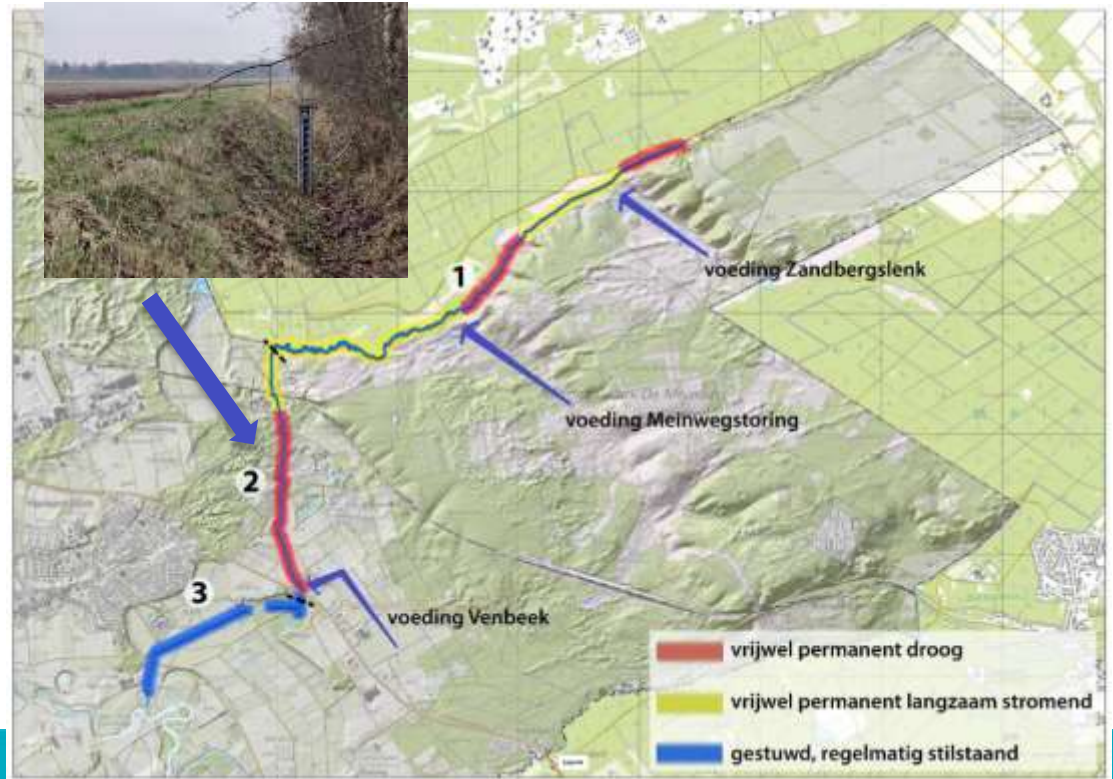 voeding Zandbergslenk
1
voeding Meinwegstoring
2
3
voeding Venbeek
vrijwel permanent droog
vrijwel permanent langzaam stromend
gestuwd, regelmatig stilstaand